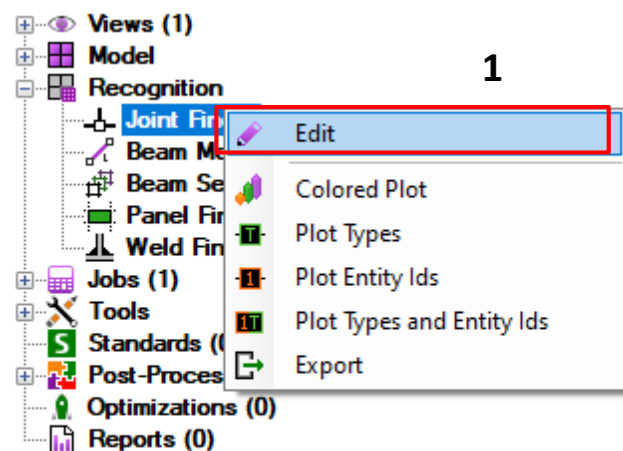 Views (1)
Model
1
Recognition
Joint Fin
Edit
Beam Me
Beam Se
Colored Plot
Panel Fin
Plot Types
Weld Fin
Plot Entity Ids
Jobs (1)
Tools
Plot Types and Entity Ids
Standards (0
Post-Proces
Export
Optimizations (0)
Reports (0)